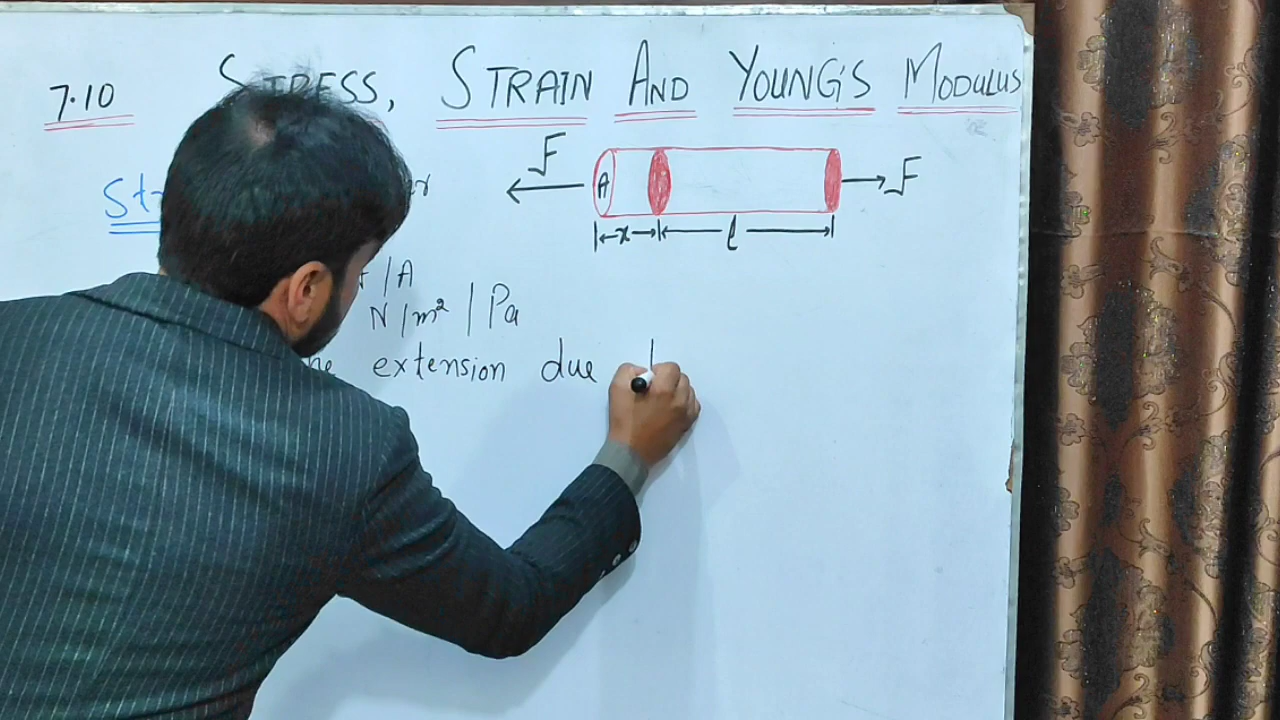 7.10 STRESS, STRAIN AND YOUNG'S MODULUS
F
A
F
x
l
/A
N/m² / Pa
extension due